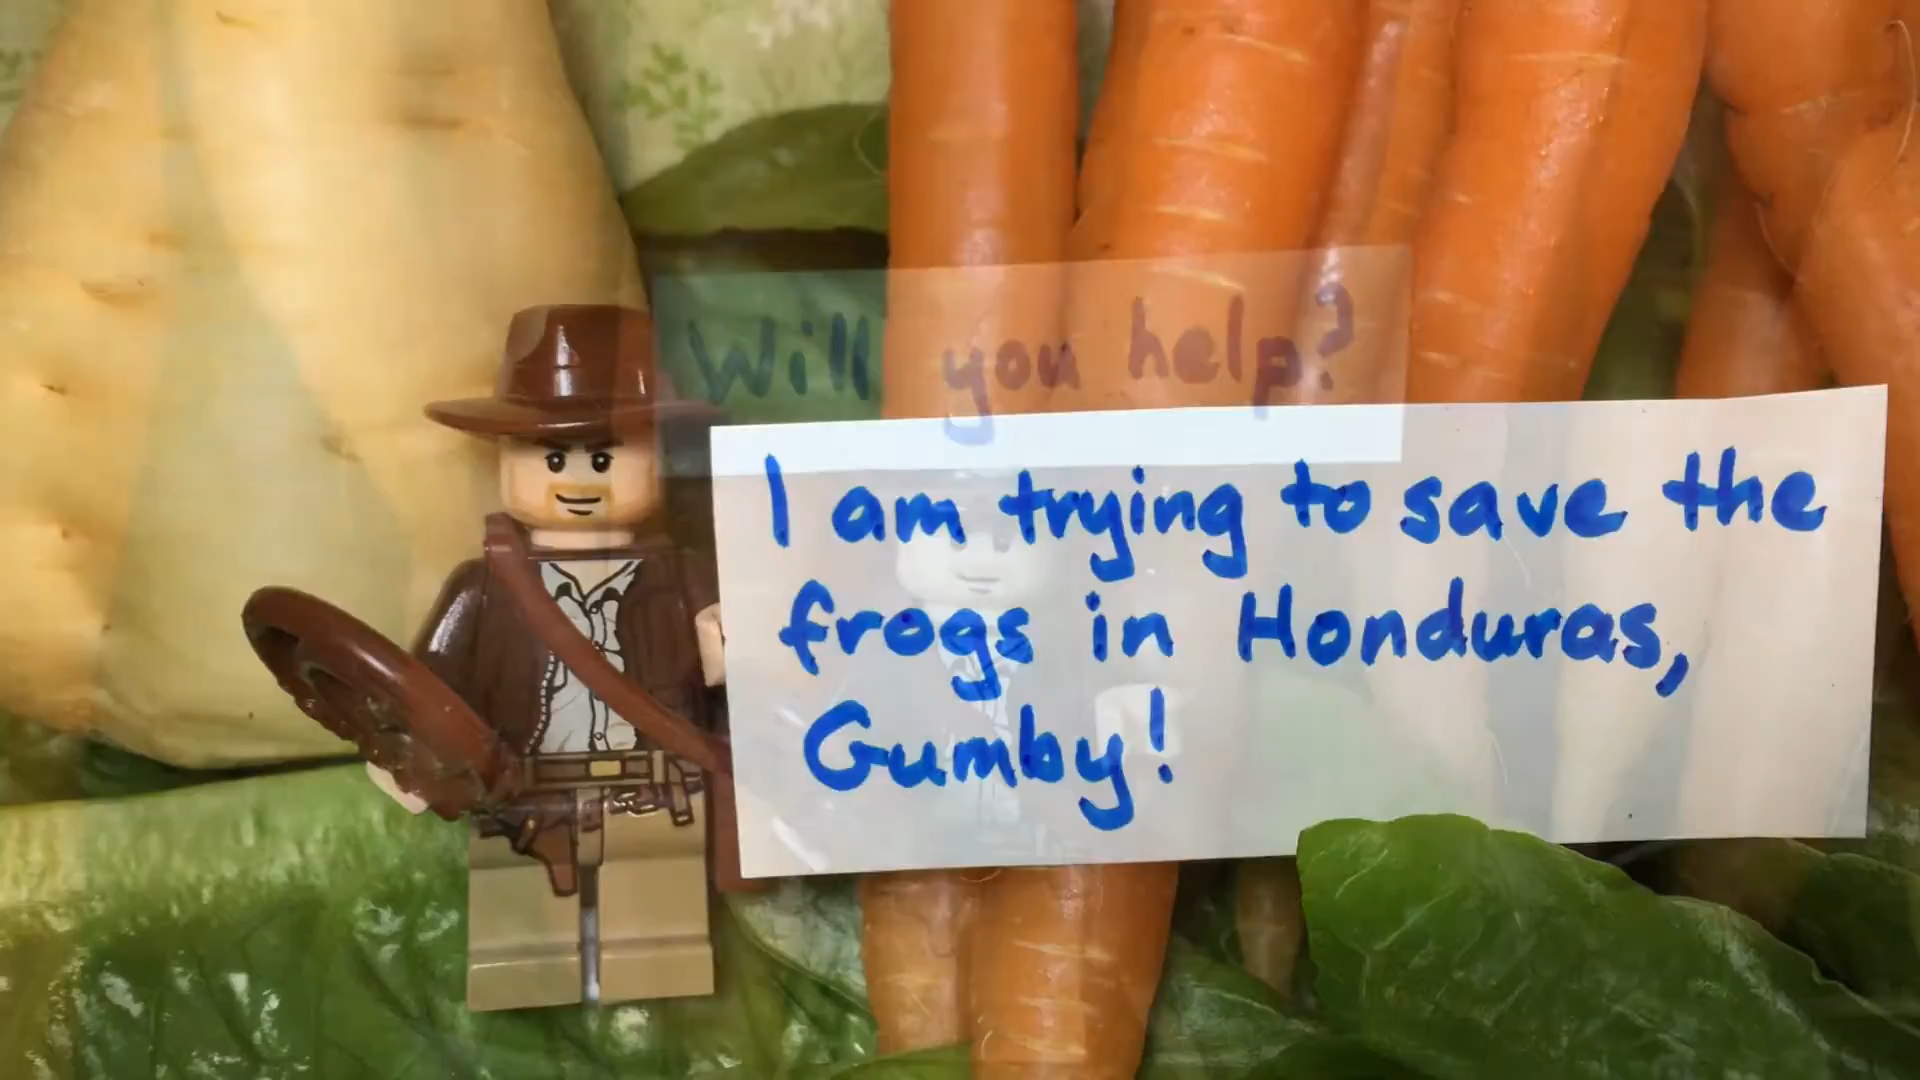 Will you help?
I am trying to save the
frogs in Honduras,
Gumby!